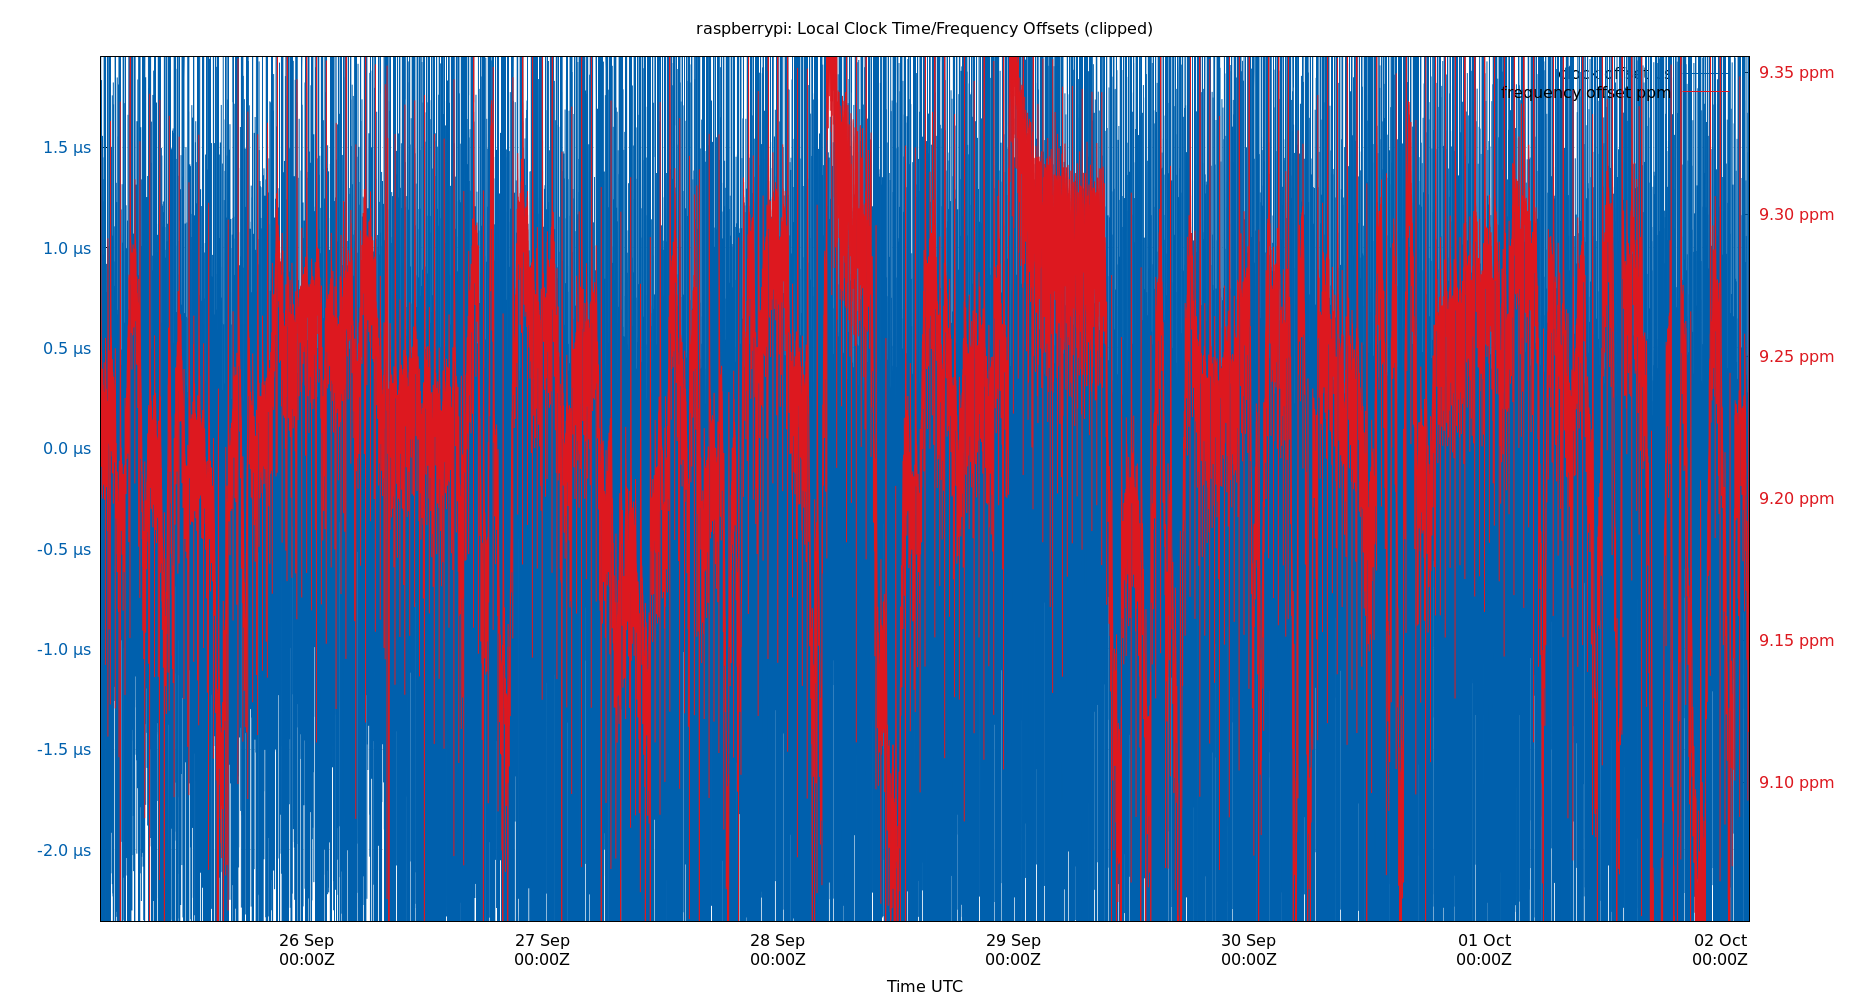 raspberrypi: Local Clock Time/Frequency Offsets (clipped)
clock offset µs
frequency offset ppm
1.5 µs
1.0 µs
0.5 µs
0.0 µs
-0.5 µs
-1.0 µs
-1.5 µs
-2.0 µs
9.35 ppm
9.30 ppm
9.25 ppm
9.20 ppm
9.15 ppm
9.10 ppm
26 Sep 27 Sep 28 Sep 29 Sep 30 Sep 01 Oct 02 Oct
00:00Z 00:00Z 00:00Z 00:00Z 00:00Z 00:00Z 00:00Z
Time UTC